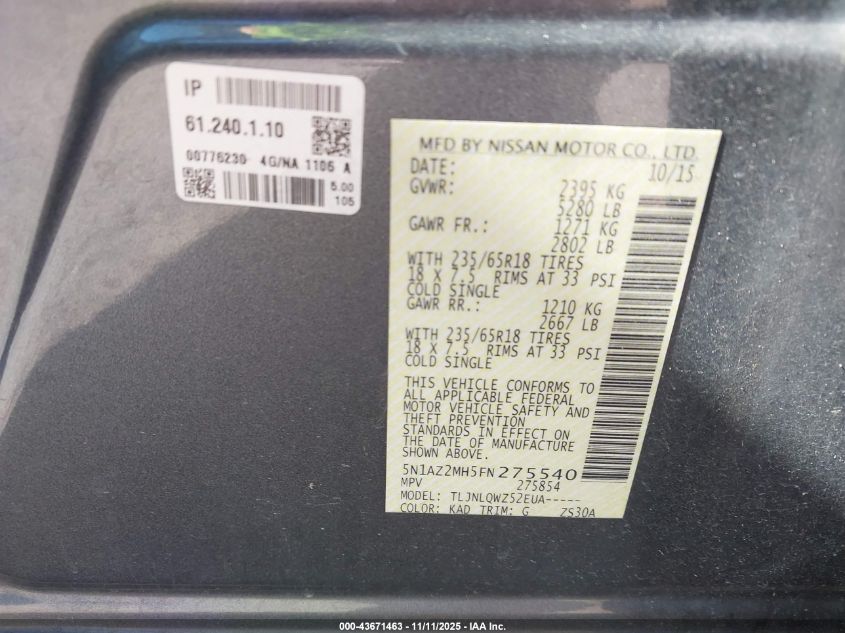 IP
61.240.1.10
00776230 4G/NA 1106 A
5.00
105
MFD BY NISSAN MOTOR CO., LTD.
DATE: 10/15
GVWR: 2395 KG
5280 LB
GAWR FR.: 1271 KG
2802 LB
WITH 235/65R18 TIRES
18 X 7.5 RIMS AT 33 PSI
COLD SINGLE
GAWR RR.: 1210 KG
2667 LB
WITH 235/65R18 TIRES
18 X 7.5 RIMS AT 33 PSI
COLD SINGLE
THIS VEHICLE CONFORMS TO
ALL APPLICABLE FEDERAL
MOTOR VEHICLE SAFETY AND
THEFT PREVENTION
STANDARDS IN EFFECT ON
THE DATE OF MANUFACTURE
SHOWN ABOVE.
5N1AZ2MH5FN275540
MPV 275854
MODEL: TLJNLQWZ52EUA-----
COLOR: KAD TRIM: G ZS30A
000-43671463 - 11/11/2025 - IAA Inc.